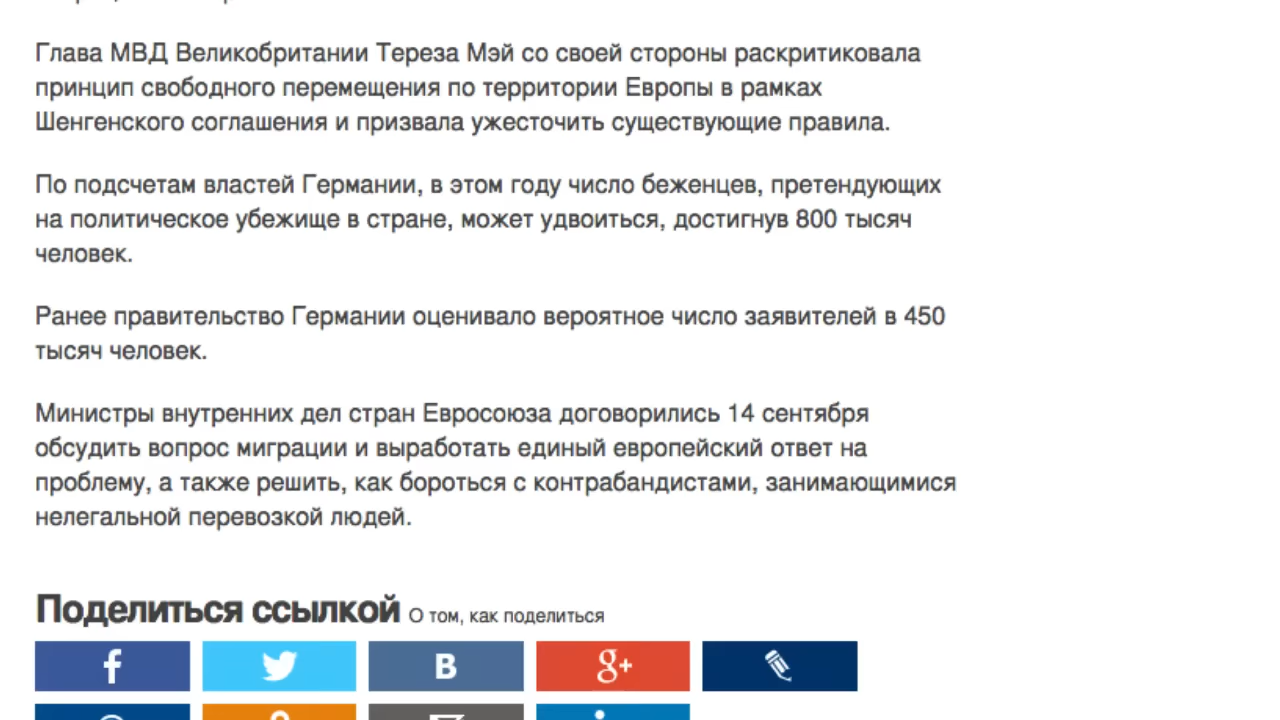 Глава МВД Великобритании Тереза Мэй со своей стороны раскритиковала
принцип свободного перемещения по территории Европы в рамках
Шенгенского соглашения и призвала ужесточить существующие правила.
По подсчетам властей Германии, в этом году число беженцев, претендующих
на политическое убежище в стране, может удвоиться, достигнув 800 тысяч
человек.
Ранее правительство Германии оценивало вероятное число заявителей в 450
тысяч человек.
Министры внутренних дел стран Евросоюза договорились 14 сентября
обсудить вопрос миграции и выработать единый европейский ответ на
проблему, а также решить, как бороться с контрабандистами, занимающимися
нелегальной перевозкой людей.
Поделиться ссылкой О том, как поделиться
f B g+